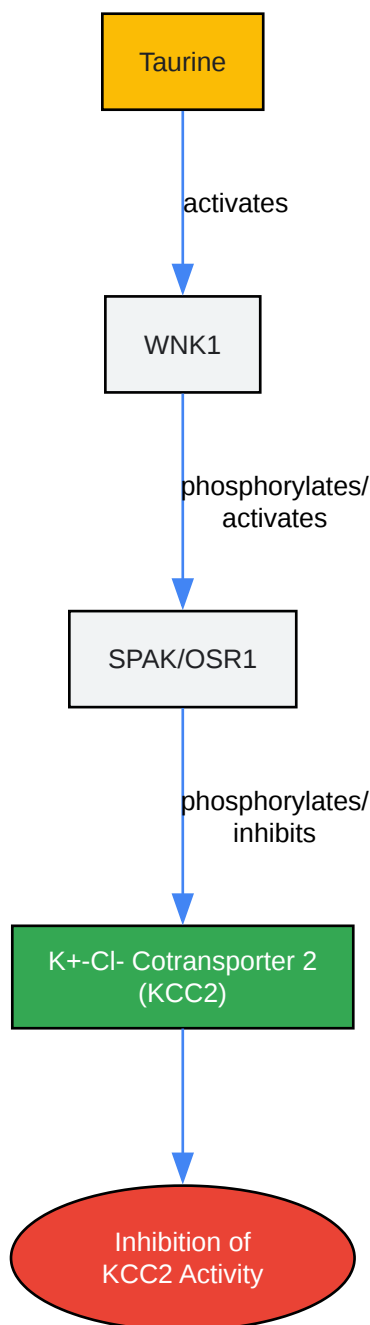 Taurine
activates
WNK1
phosphorylates/
activates
SPAK/OSR1
phosphorylates/
inhibits
K+-Cl- Cotransporter 2
(KCC2)
Inhibition of
KCC2 Activity